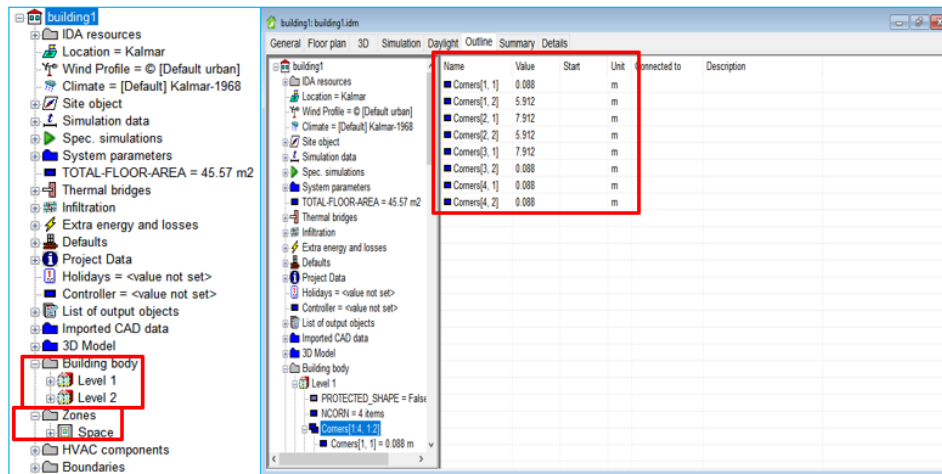 building1
IDA resources
Location = Kalmar
Wind Profile = © [Default urban]
Climate = [Default] Kalmar-1968
Site object
Simulation data
Spec. simulations
System parameters
TOTAL-FLOOR-AREA = 45.57 m2
Thermal bridges
Infiltration
Extra energy and losses
Defaults
Project Data
Holidays = <value not set>
Controller = <value not set>
List of output objects
Imported CAD data
3D Model
Building body
Level 1
Level 2
Zones
Space
HVAC components
Boundaries
building1: building1.idm
General Floor plan 3D Simulation Daylight Outline Summary Details
building1
IDA resources
Location = Kalmar
Wind Profile = © [Default urban]
Climate = [Default] Kalmar-1968
Site object
Simulation data
Spec. simulations
System parameters
TOTAL-FLOOR-AREA = 45.57 m2
Thermal bridges
Infiltration
Extra energy and losses
Defaults
Project Data
Holidays = <value not set>
Controller = <value not set>
List of output objects
Imported CAD data
3D Model
Building body
Level 1
PROTECTED_SHAPE = False
NCORN = 4 items
Corners[1:4, 1:2]
Corners[1, 1] = 0.088 m
Name Value Start Unit Connected to Description
Corners[1, 1] 0.088 m
Corners[1, 2] 5.912 m
Corners[2, 1] 7.912 m
Corners[2, 2] 5.912 m
Corners[3, 1] 7.912 m
Corners[3, 2] 0.088 m
Corners[4, 1] 0.088 m
Corners[4, 2] 0.088 m